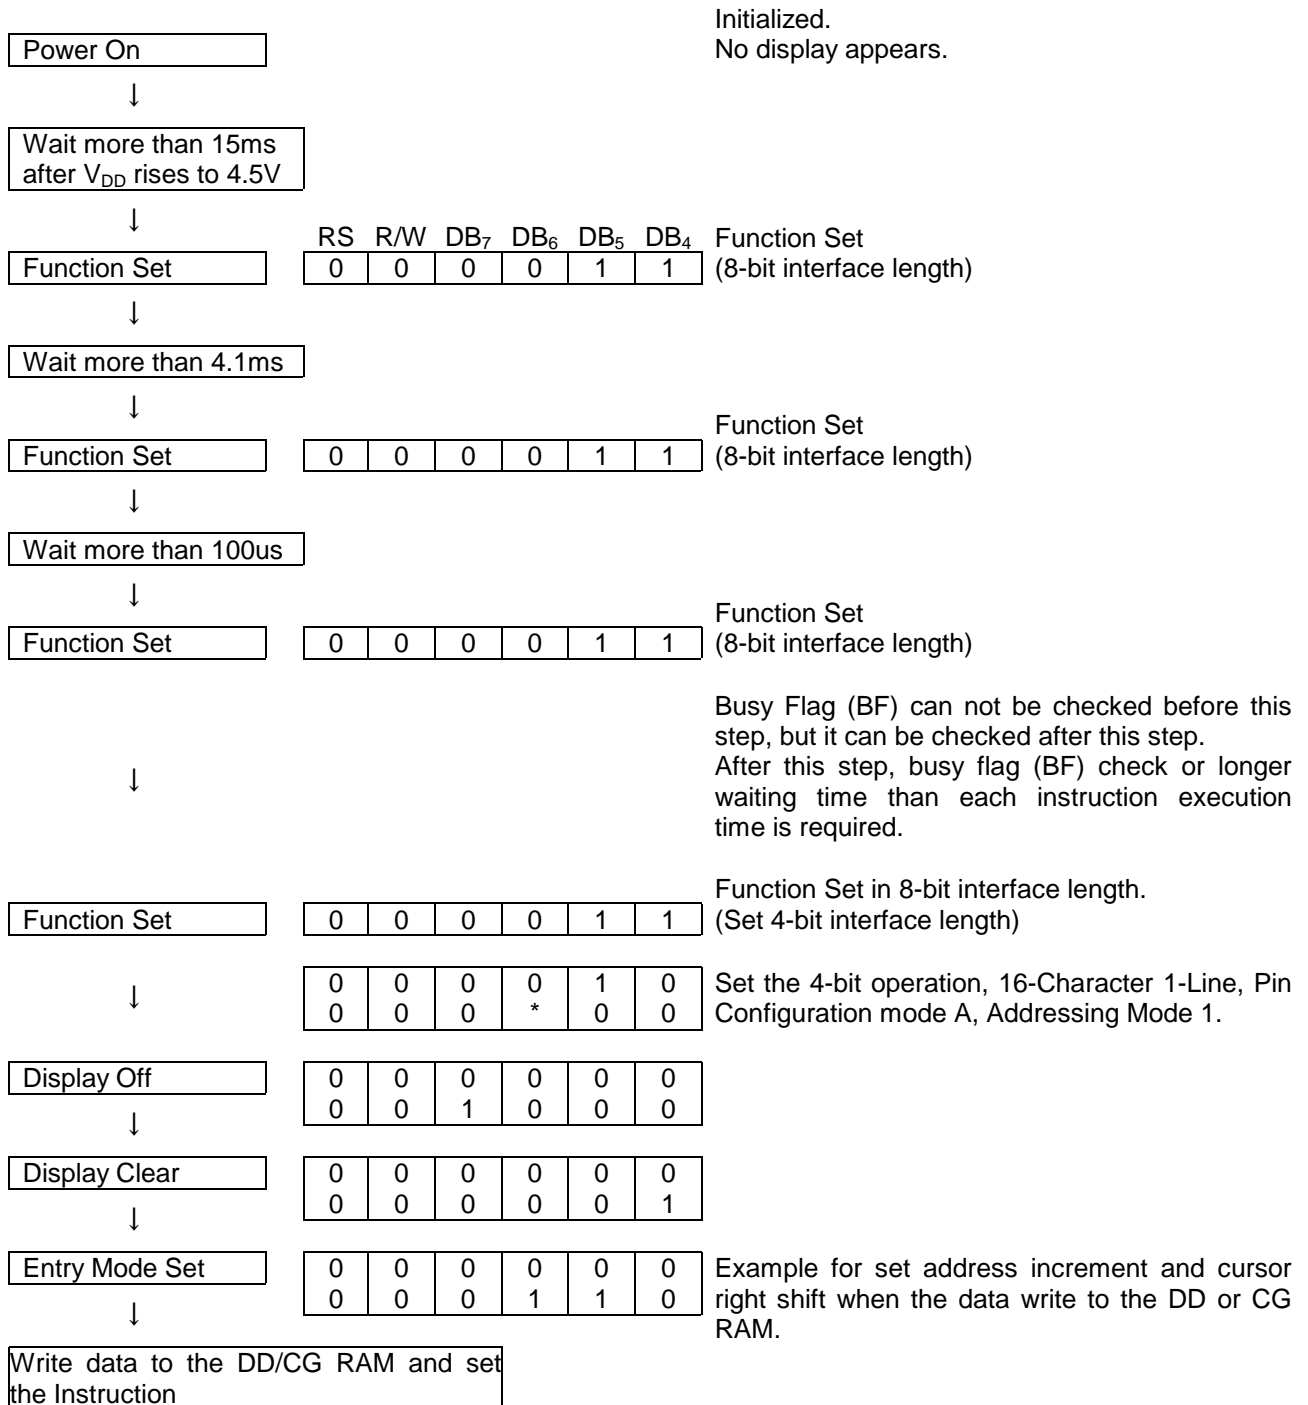 Initialized.
Power On No display appears.
↓
Wait more than 15ms
after VDD rises to 4.5V
↓
RS R/W DB7 DB6 DB5 DB4 Function Set
Function Set 0 0 0 0 1 1 (8-bit interface length)
↓
Wait more than 4.1ms
↓
Function Set
Function Set 0 0 0 0 1 1 (8-bit interface length)
↓
Wait more than 100us
↓
Function Set
Function Set 0 0 0 0 1 1 (8-bit interface length)
Busy Flag (BF) can not be checked before this
step, but it can be checked after this step.
↓
After this step, busy flag (BF) check or longer
waiting time than each instruction execution
time is required.
Function Set in 8-bit interface length.
Function Set 0 0 0 0 1 1 (Set 4-bit interface length)
↓
0 0 0 0 1 0 Set the 4-bit operation, 16-Character 1-Line, Pin
0 0 0 * 0 0 Configuration mode A, Addressing Mode 1.
Display Off 0 0 0 0 0 0
0 0 1 0 0 0
↓
Display Clear 0 0 0 0 0 0
0 0 0 0 0 1
↓
Entry Mode Set 0 0 0 0 0 0 Example for set address increment and cursor
0 0 0 1 1 0 right shift when the data write to the DD or CG
↓
RAM.
Write data to the DD/CG RAM and set
the Instruction